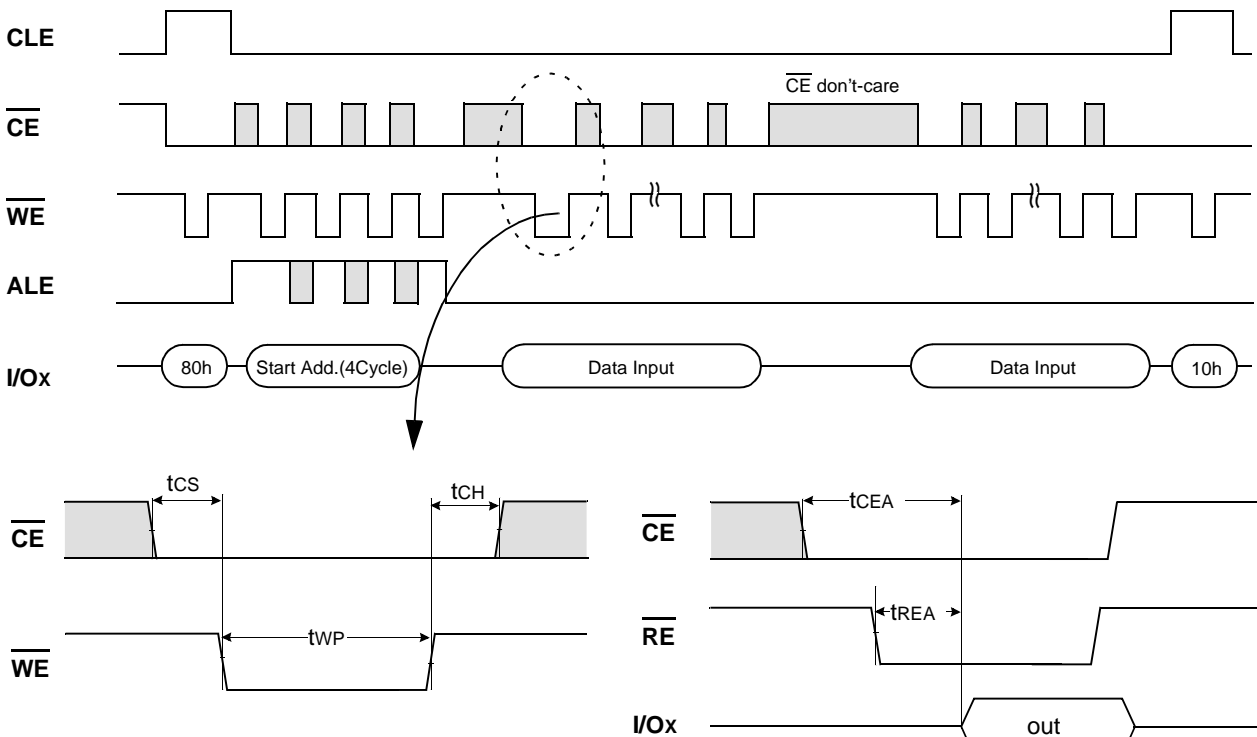 CLE
CE don't-care
CE
WE
ALE
I/Ox
80h
Start Add.(4Cycle)
Data Input
Data Input
10h
tCS
tCH
CE
tWP
WE
tCEA
CE
tREA
RE
I/Ox
out